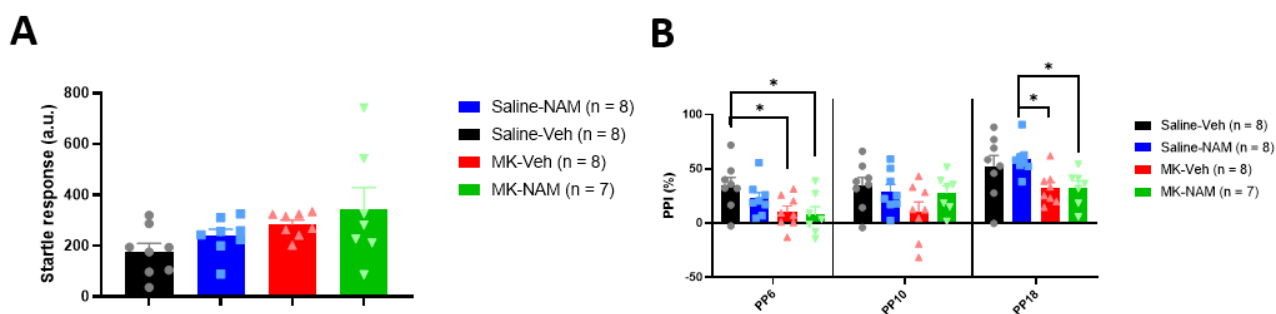 A
Startle response (a.u.)
800
600
400
200
0
Saline-NAM (n = 8)
Saline-Veh (n = 8)
MK-Veh (n = 8)
MK-NAM (n = 7)
B
PPI (%)
100
50
0
-50
*
*
*
*
PP6
PP10
PP18
Saline-Veh (n = 8)
Saline-NAM (n = 8)
MK-Veh (n = 8)
MK-NAM (n = 7)